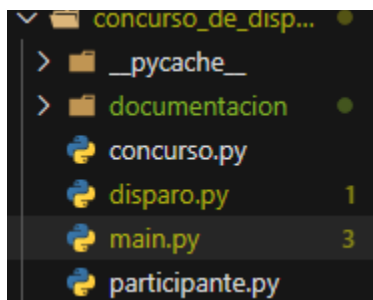 concurso_de_disp...
__pycache__
documentacion
concurso.py
disparo.py 1
main.py 3
participante.py